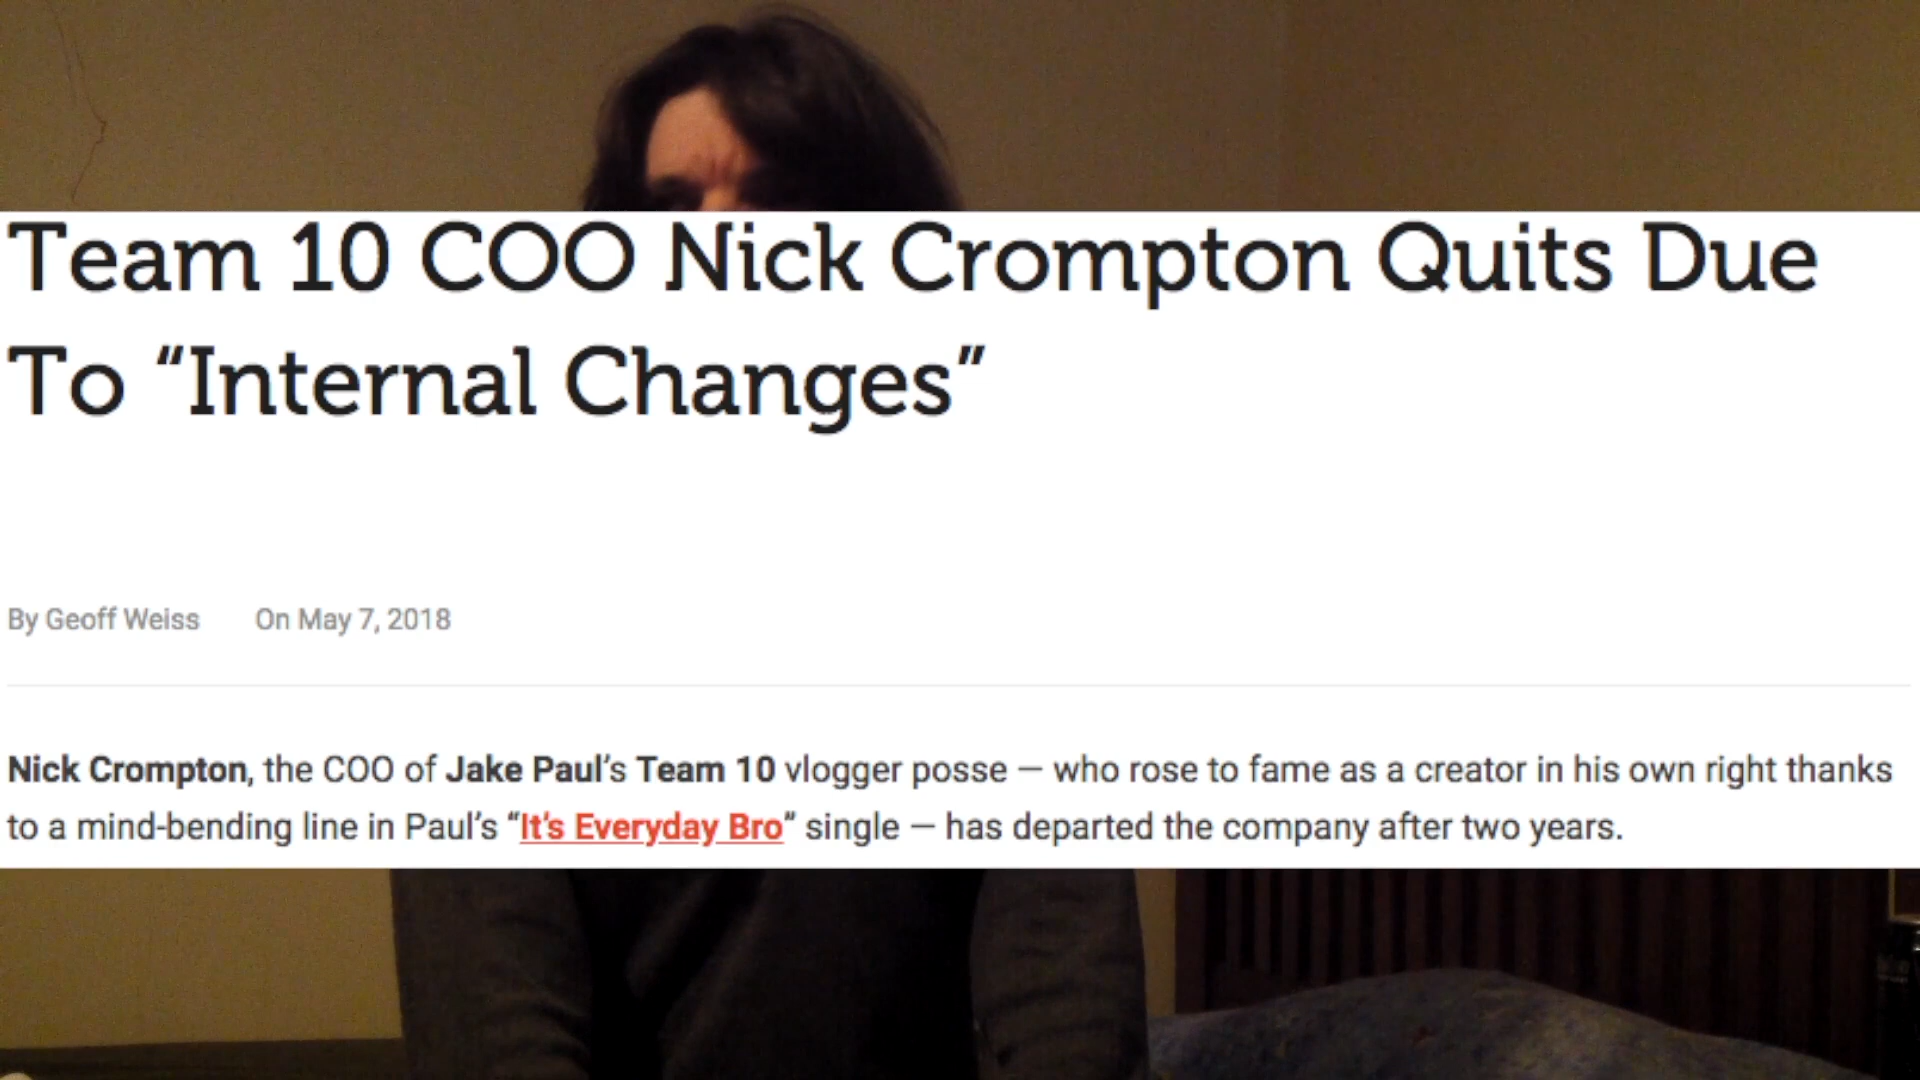 Team 10 COO Nick Crompton Quits Due
To “Internal Changes”
By Geoff Weiss On May 7, 2018
Nick Crompton, the COO of Jake Paul’s Team 10 vlogger posse — who rose to fame as a creator in his own right thanks
to a mind-bending line in Paul’s “It’s Everyday Bro” single — has departed the company after two years.